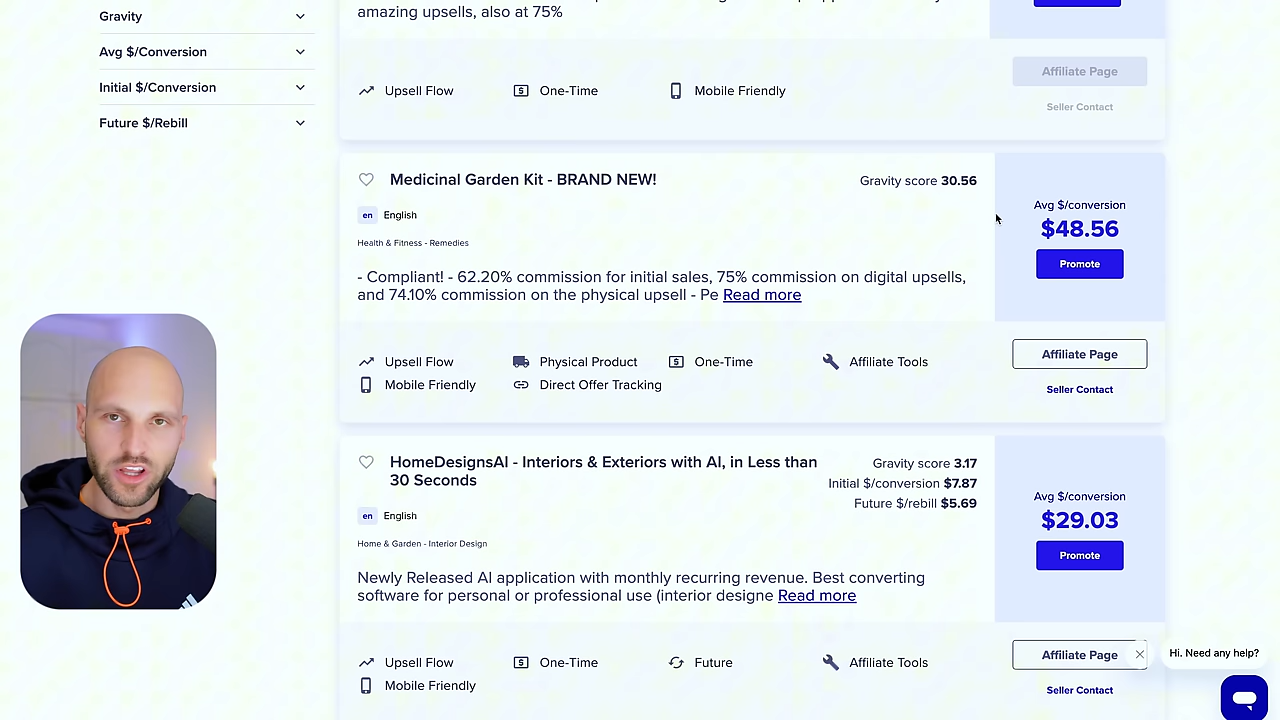 Gravity
Avg $/Conversion
Initial $/Conversion
Future $/Rebill
amazing upsells, also at 75%
Upsell Flow
One-Time
Mobile Friendly
Affiliate Page
Seller Contact
Medicinal Garden Kit - BRAND NEW!
Gravity score 30.56
en English
Health & Fitness - Remedies
- Compliant! - 62.20% commission for initial sales, 75% commission on digital upsells,
and 74.10% commission on the physical upsell - Pe Read more
Avg $/conversion
$48.56
Promote
Upsell Flow
Physical Product
One-Time
Affiliate Tools
Mobile Friendly
Direct Offer Tracking
Affiliate Page
Seller Contact
HomeDesignsAI - Interiors & Exteriors with AI, in Less than
30 Seconds
Gravity score 3.17
Initial $/conversion $7.87
Future $/rebill $5.69
en English
Home & Garden - Interior Design
Newly Released AI application with monthly recurring revenue. Best converting
software for personal or professional use (interior designe Read more
Avg $/conversion
$29.03
Promote
Upsell Flow
One-Time
Future
Affiliate Tools
Mobile Friendly
Affiliate Page
Seller Contact
Hi. Need any help?